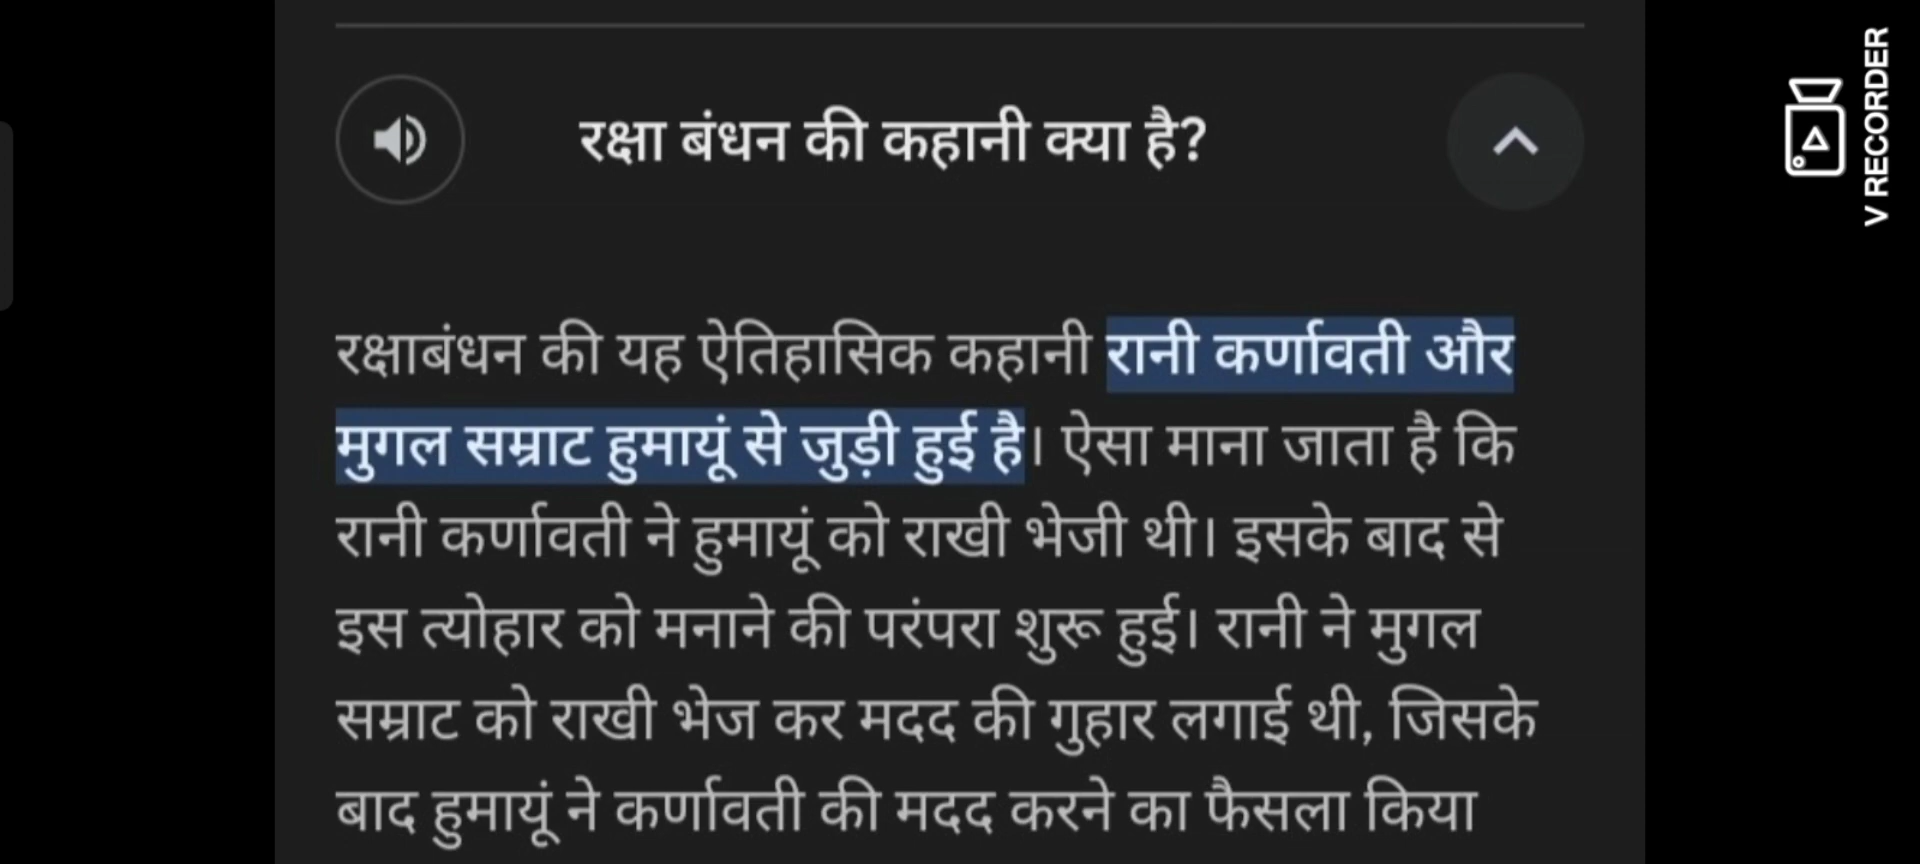 रक्षा बंधन की कहानी क्या है?
रक्षाबंधन की यह ऐतिहासिक कहानी रानी कर्णावती और
मुगल सम्राट हुमायूं से जुड़ी हुई है। ऐसा माना जाता है कि
रानी कर्णावती ने हुमायूं को राखी भेजी थी। इसके बाद से
इस त्योहार को मनाने की परंपरा शुरू हुई। रानी ने मुगल
सम्राट को राखी भेज कर मदद की गुहार लगाई थी, जिसके
बाद हुमायूं ने कर्णावती की मदद करने का फैसला किया
V RECORDER